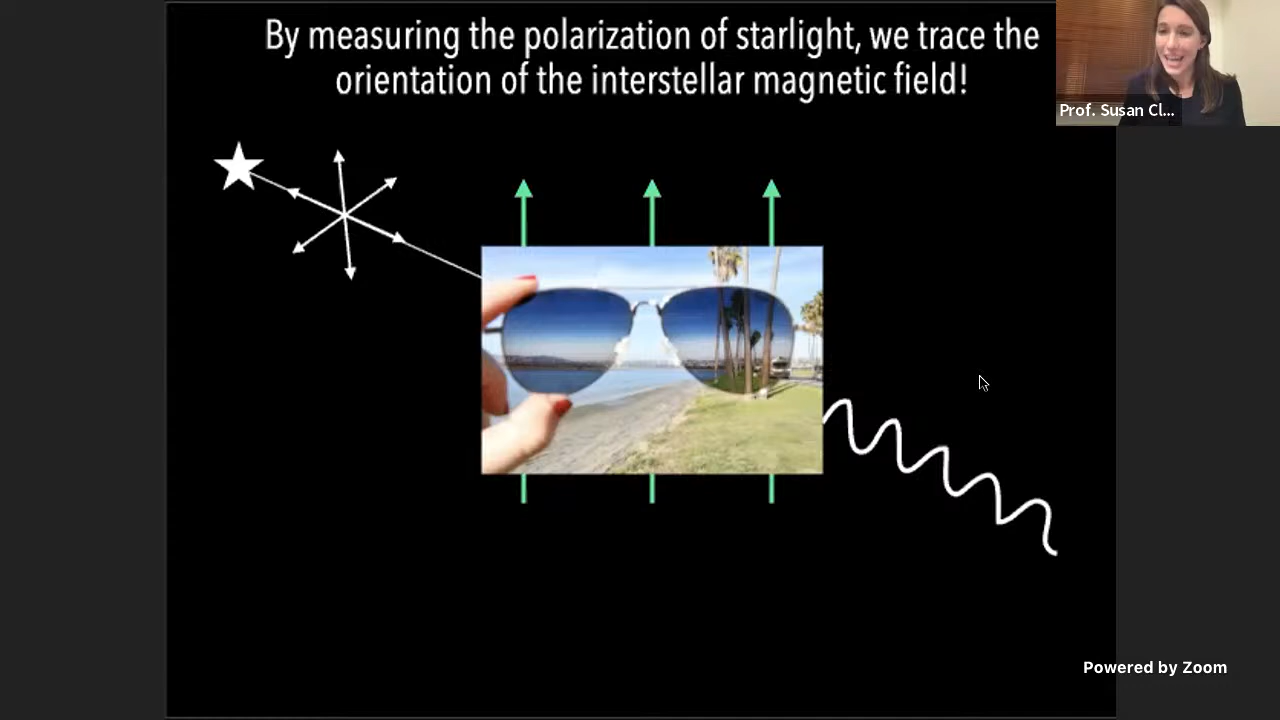 By measuring the polarization of starlight, we trace the
orientation of the interstellar magnetic field!
Prof. Susan Cl...
Powered by Zoom